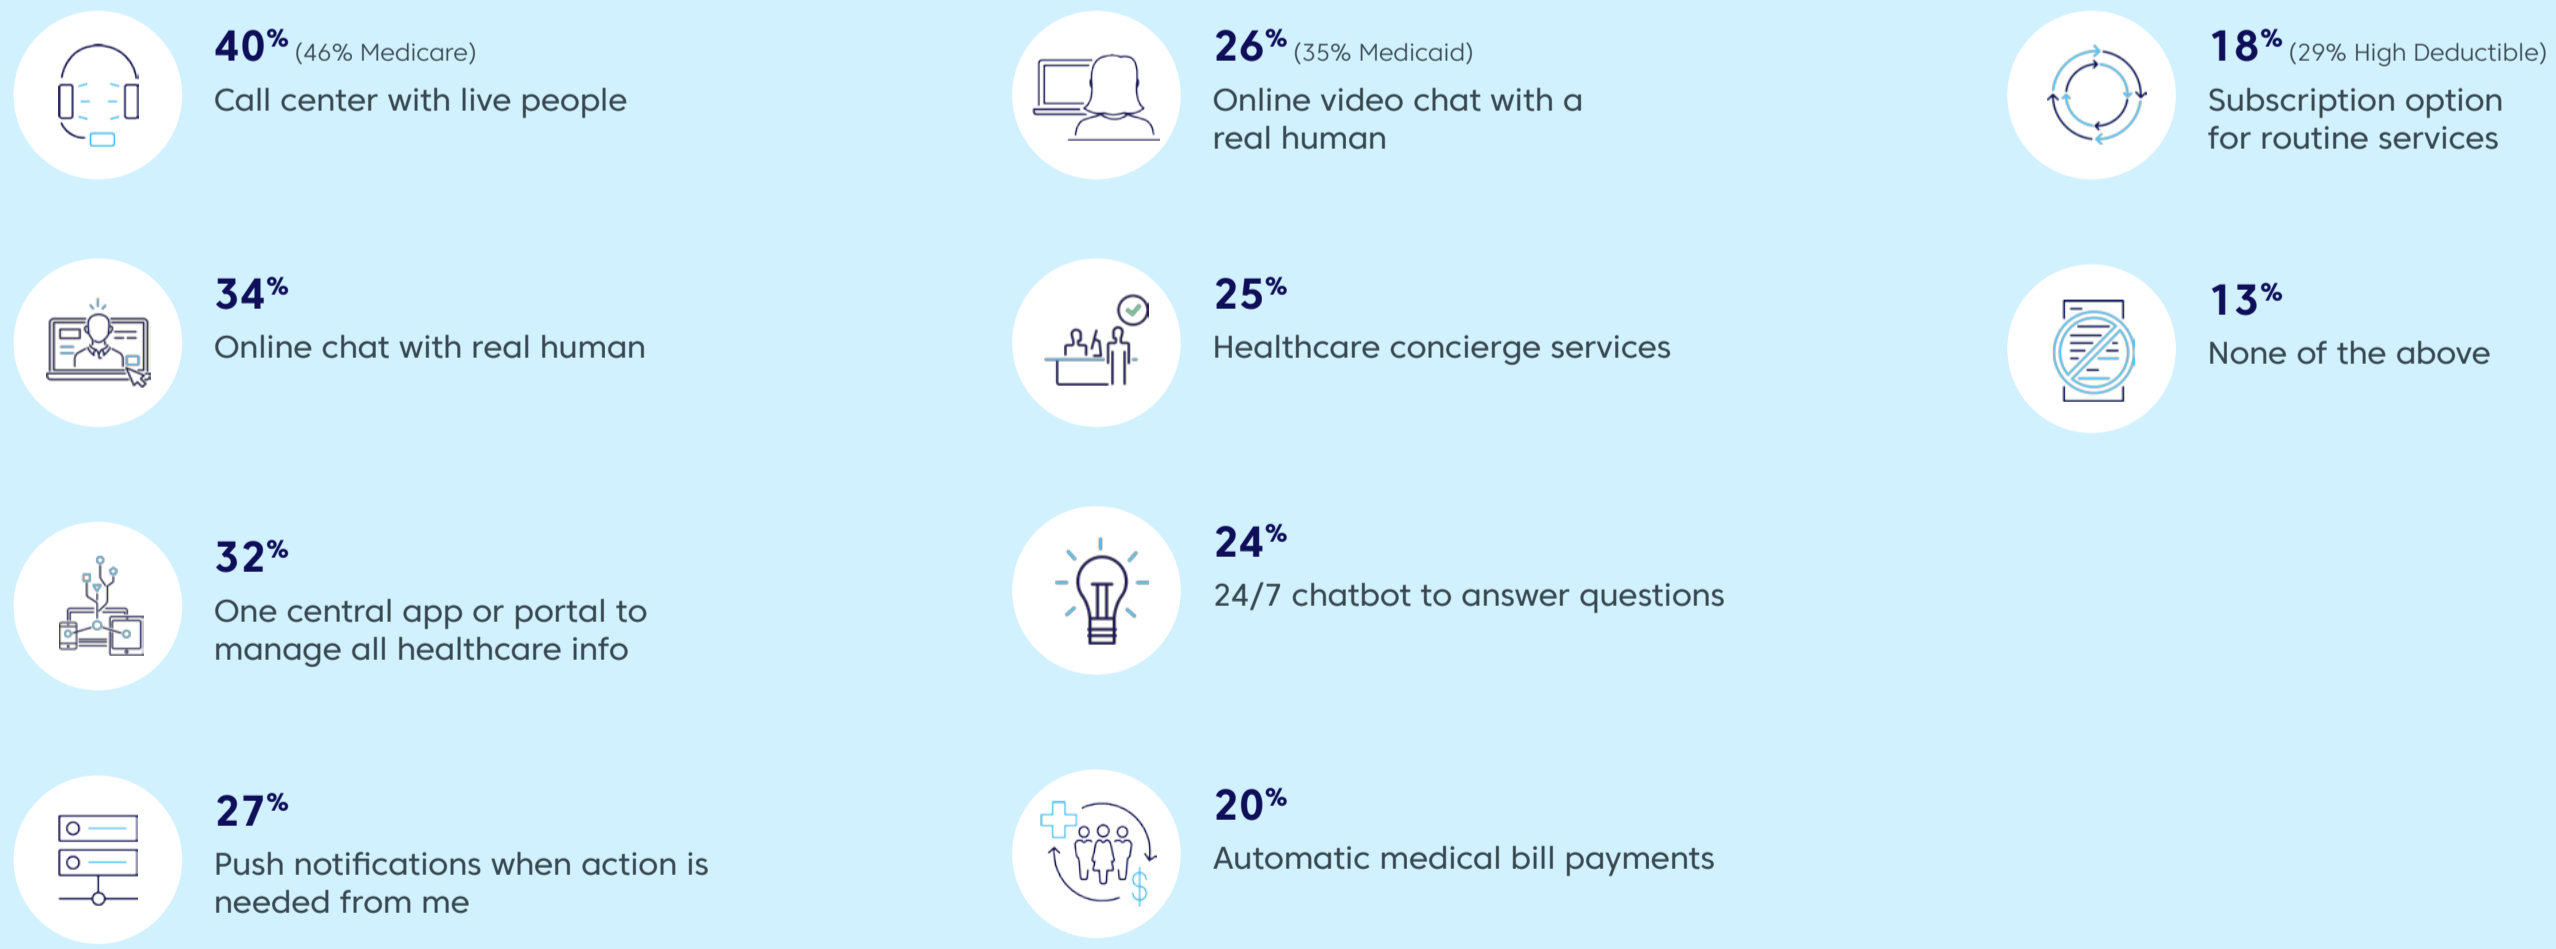 40% (46% Medicare)
Call center with live people
34%
Online chat with real human
32%
One central app or portal to
manage all healthcare info
27%
Push notifications when action is
needed from me
26% (35% Medicaid)
Online video chat with a
real human
25%
Healthcare concierge services
24%
24/7 chatbot to answer questions
20%
Automatic medical bill payments
$
18% (29% High Deductible)
Subscription option
for routine services
13%
None of the above